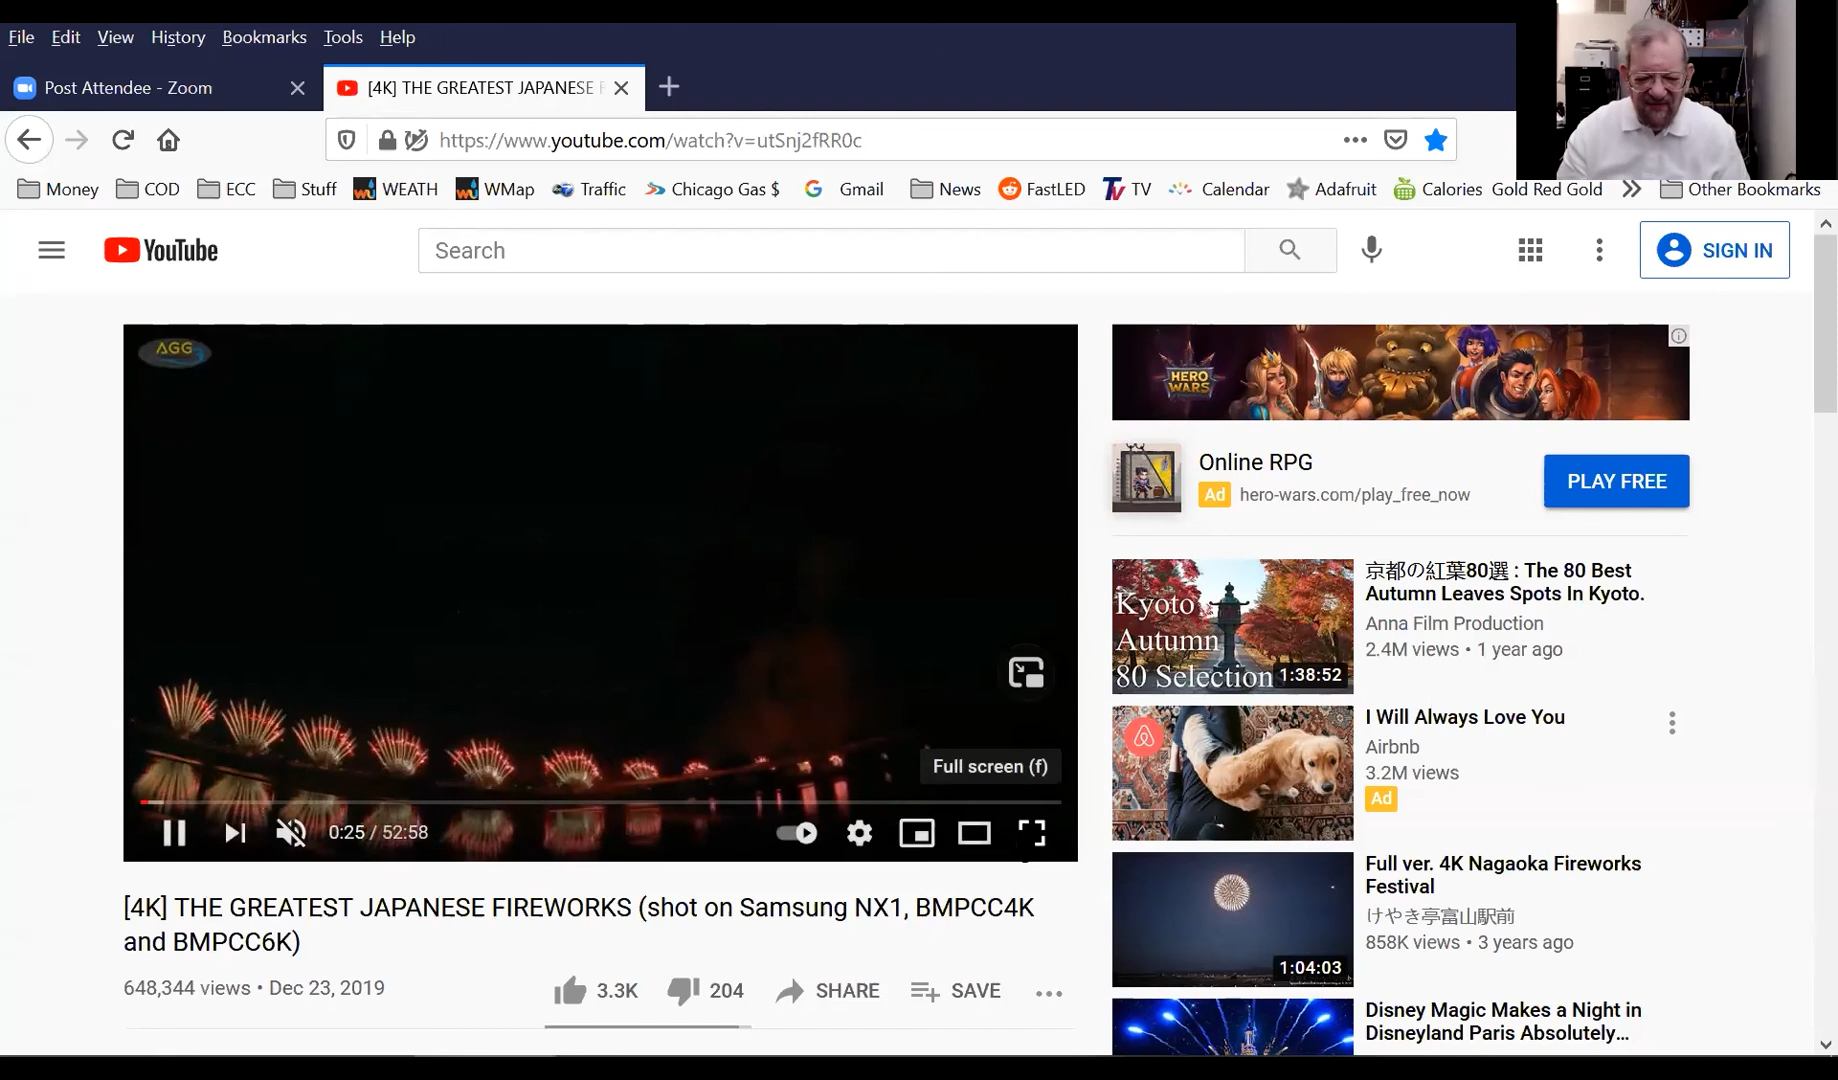 File Edit View History Bookmarks Tools Help
Post Attendee - Zoom
[4K] THE GREATEST JAPANESE F
https://www.youtube.com/watch?v=utSnj2fRR0c
Money COD ECC Stuff WEATH WMap Traffic Chicago Gas $ Gmail News FastLED TV Calendar Adafruit Calories Gold Red Gold Other Bookmarks
YouTube
Search
SIGN IN
AGG
3
Full screen (f)
0:25 / 52:58
[4K] THE GREATEST JAPANESE FIREWORKS (shot on Samsung NX1, BMPCC4K
and BMPCC6K)
648,344 views • Dec 23, 2019
3.3K 204 SHARE SAVE
HERO
WARS
Online RPG
Ad hero-wars.com/play_free_now
PLAY FREE
Kyoto
Autumn
80 Selection
1:38:52
京都の紅葉80選 : The 80 Best
Autumn Leaves Spots In Kyoto.
Anna Film Production
2.4M views • 1 year ago
I Will Always Love You
Airbnb
3.2M views
Ad
1:04:03
Full ver. 4K Nagaoka Fireworks
Festival
けやき亭富山駅前
858K views • 3 years ago
Disney Magic Makes a Night in
Disneyland Paris Absolutely...